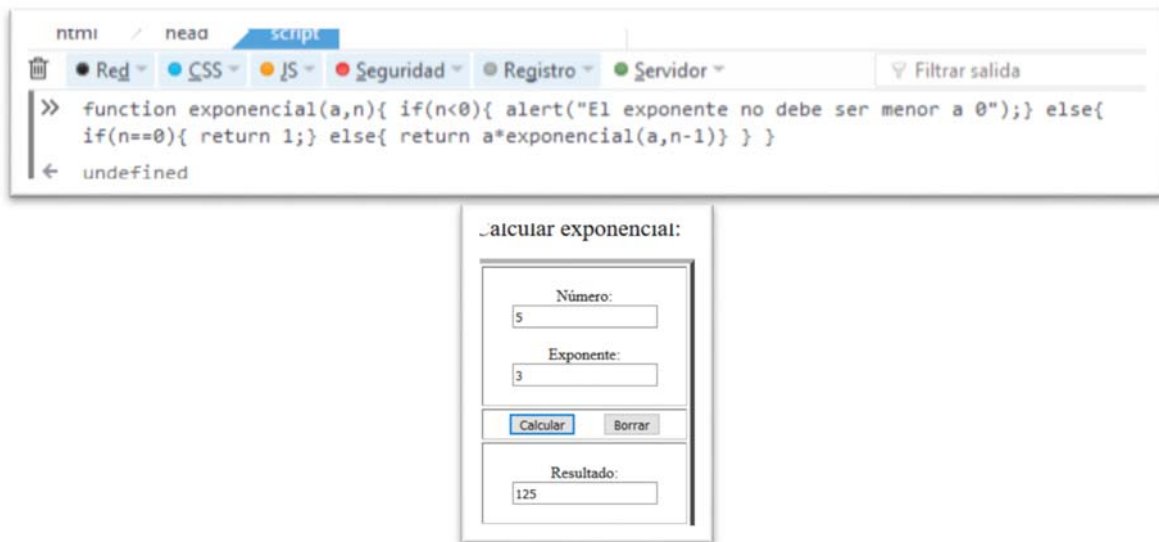 html head script
Red CSS JS Seguridad Registro Servidor Filtrar salida
» function exponencial(a,n){ if(n<0){ alert("El exponente no debe ser menor a 0");} else{
if(n==0){ return 1;} else{ return a*exponencial(a,n-1)} } }
← undefined
alcular exponencial:
Número:
5
Exponente:
3
Calcular Borrar
Resultado:
125